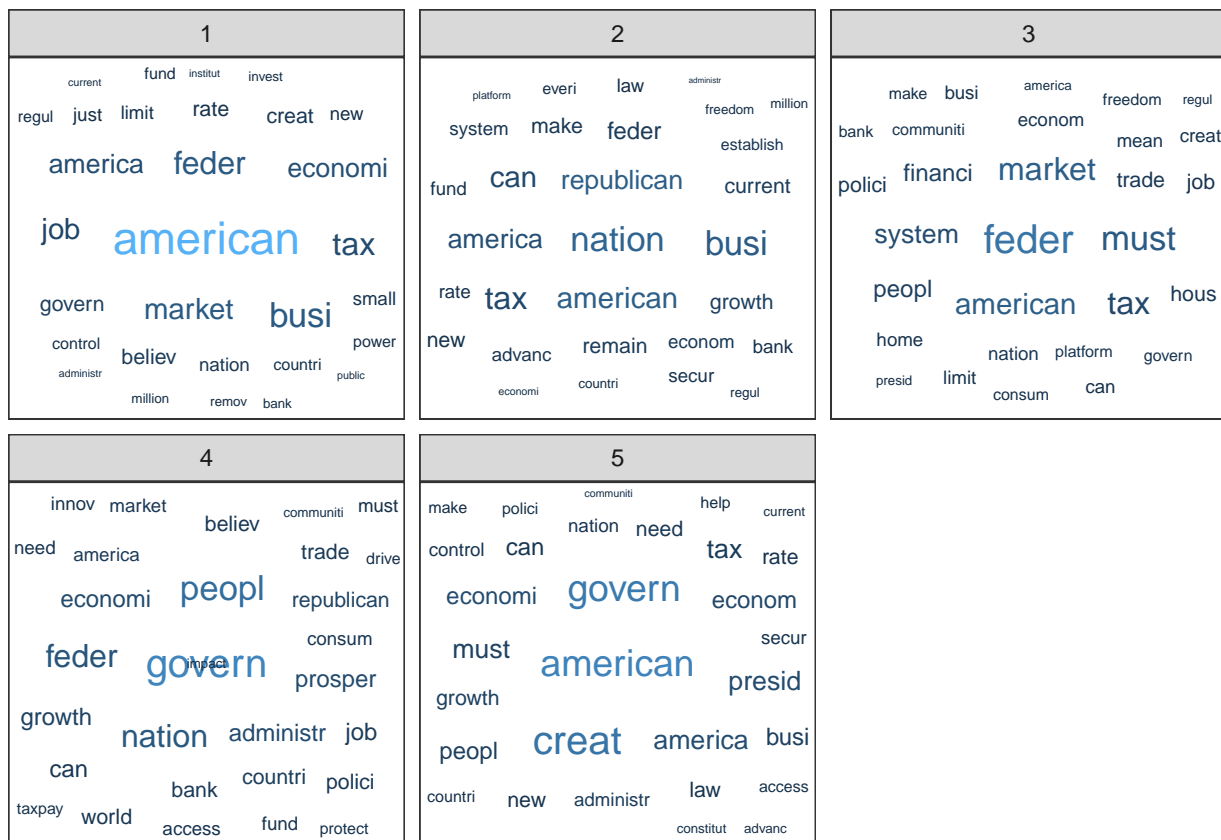 1
current fund institut invest
regul just limit rate creat new
america feder economi
job american tax
govern market busi small
control believ nation countri power
administr public
million remov bank
2
platform everi law administr
freedom million
system make feder
establish
fund can republican current
america nation busi
rate tax american growth
new advanc remain econom bank
economi countri secur regul
3
make busi america freedom regul
bank communiti econom mean creat
polici financi market trade job
system feder must
peopl american tax hous
home nation platform govern
presid limit consum can
4
innov market believ communiti must
need america trade drive
economi peopl republican
consum
feder govern impact prosper
growth nation administr job
can bank countri polici
taxpay world access fund protect
5
make polici communiti help current
nation need
control can tax rate
economi govern econom
must american secur
growth presid
peopl creat america busi
countri new administr law access
constitut advanc